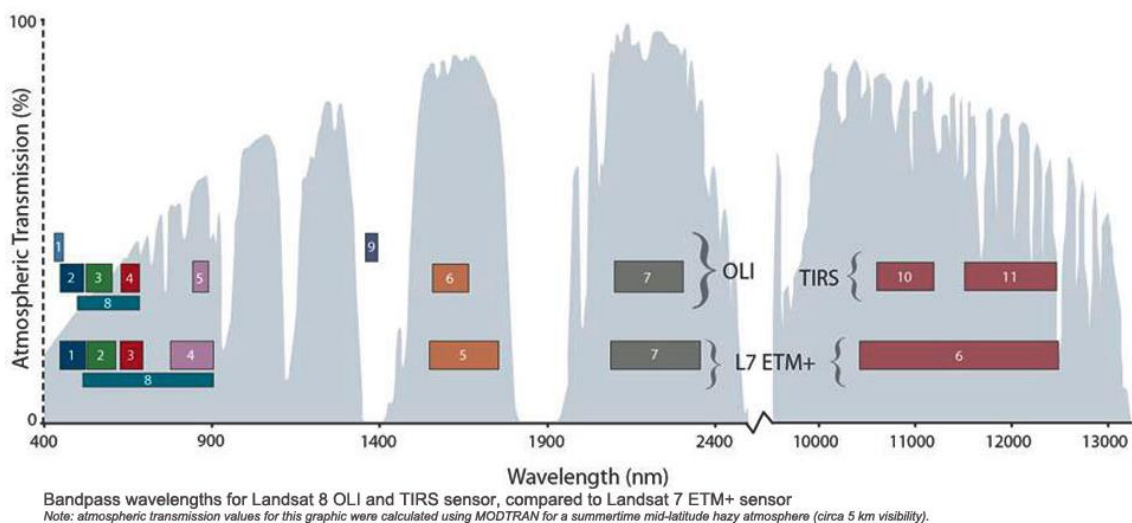 100
Atmospheric Transmission (%)
0
1
9
2 3 4 5 6 7 OLI TIRS 10 11
8
1 2 3 4 5 7 L7 ETM+ 6
8
400 900 1400 1900 2400 10000 11000 12000 13000
Wavelength (nm)
Bandpass wavelengths for Landsat 8 OLI and TIRS sensor, compared to Landsat 7 ETM+ sensor
Note: atmospheric transmission values for this graphic were calculated using MODTRAN for a summertime mid-latitude hazy atmosphere (circa 5 km visibility).